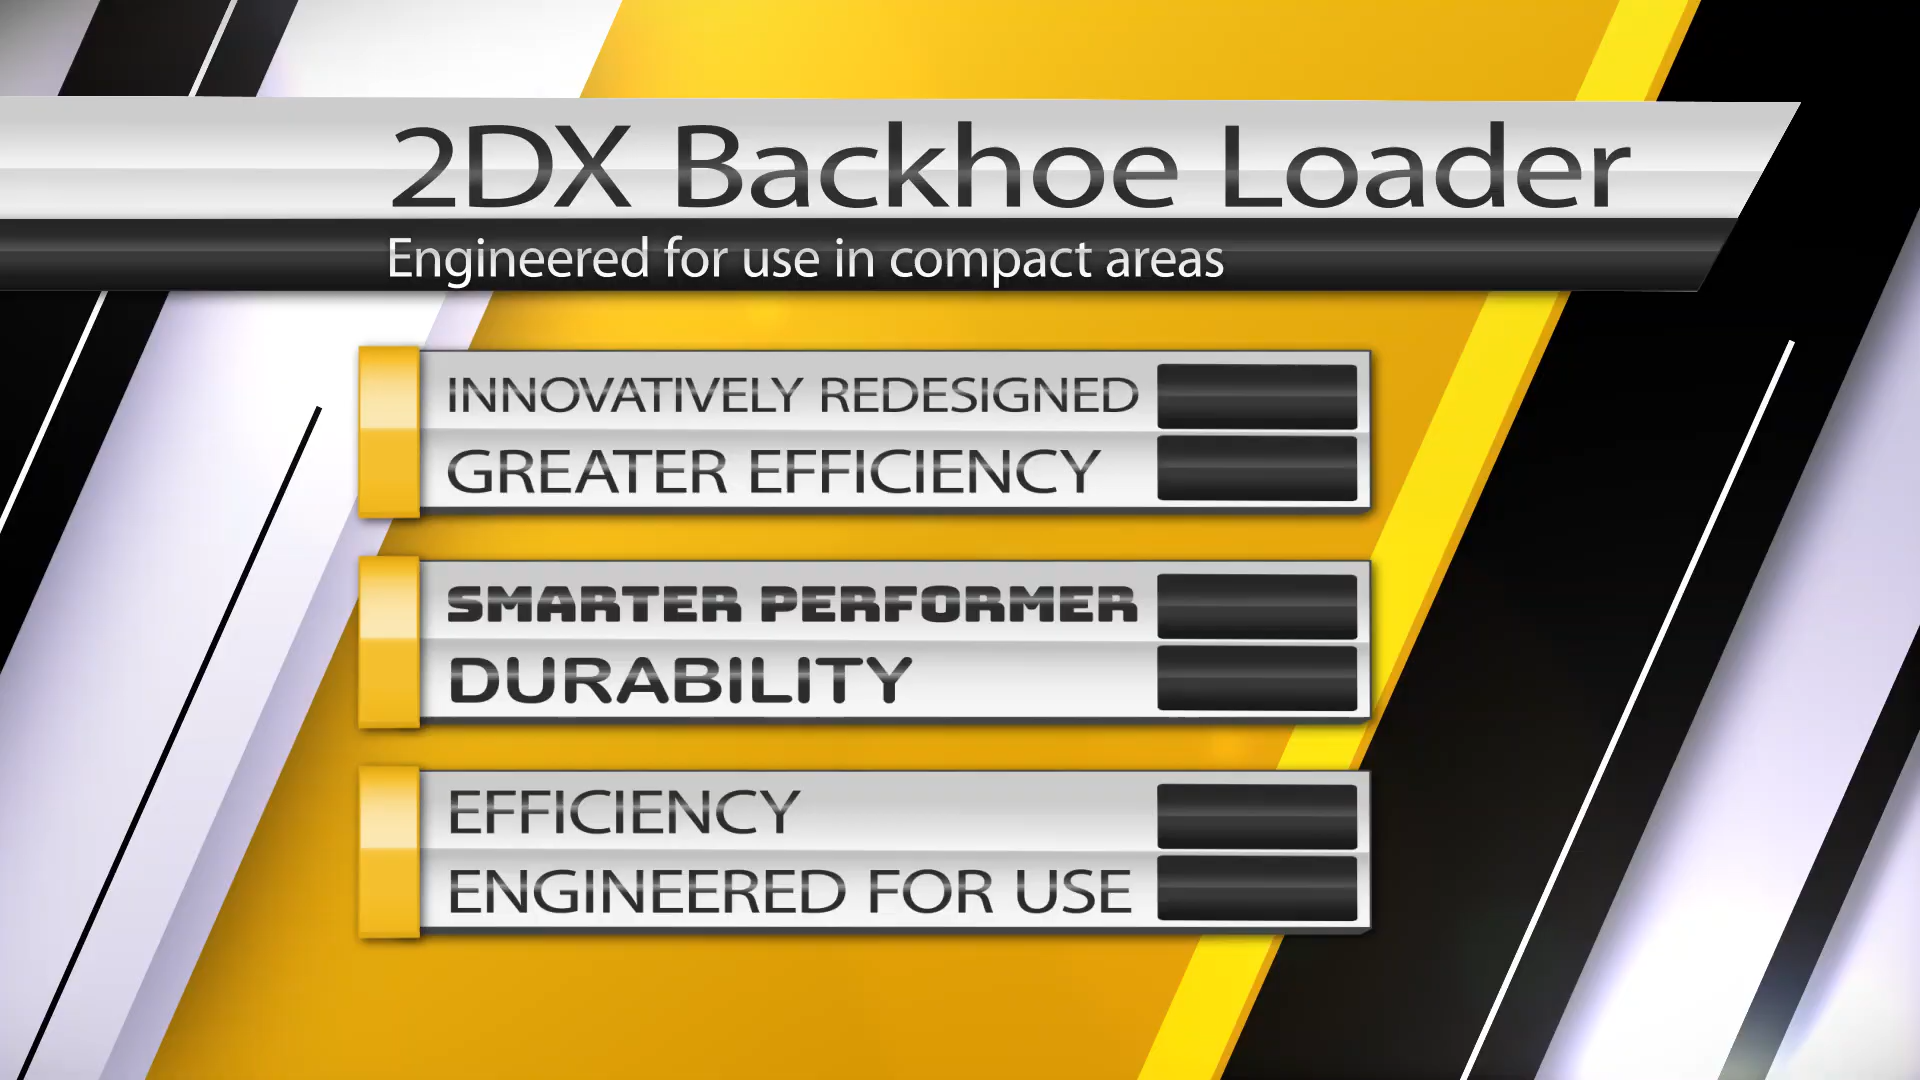 2DX Backhoe Loader
Engineered for use in compact areas
INNOVATIVELY REDESIGNED
GREATER EFFICIENCY
SMARTER PERFORMER
DURABILITY
EFFICIENCY
ENGINEERED FOR USE